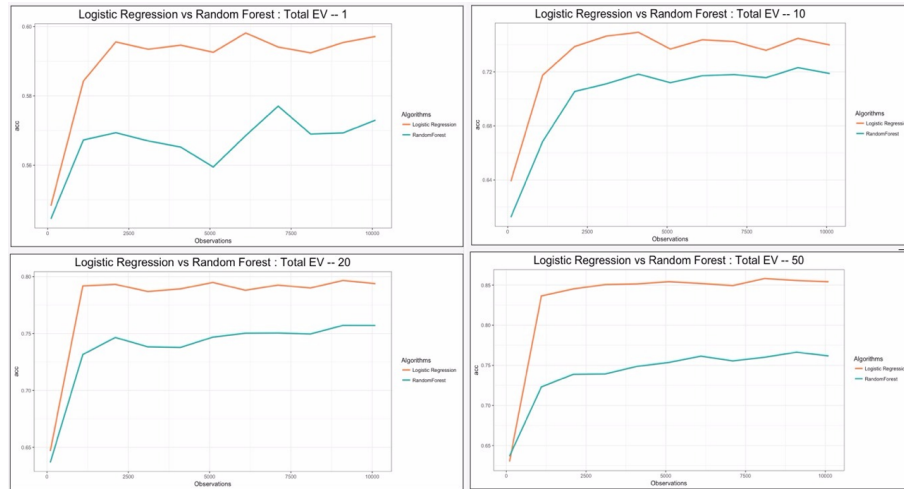 Logistic Regression vs Random Forest : Total EV -- 1
0.60
0.58
0.56
acc
0
2500
5000
7500
10000
Observations
Algorithms
Logistic Regression
RandomForest
Logistic Regression vs Random Forest : Total EV -- 10
0.72
0.68
0.64
acc
0
2500
5000
7500
10000
Observations
Algorithms
Logistic Regression
RandomForest
Logistic Regression vs Random Forest : Total EV -- 20
0.80
0.75
0.70
0.65
acc
0
2500
5000
7500
10000
Observations
Algorithms
Logistic Regression
RandomForest
Logistic Regression vs Random Forest : Total EV -- 50
0.85
0.80
0.75
0.70
0.65
acc
0
2500
5000
7500
10000
Observations
Algorithms
Logistic Regressio
RandomForest